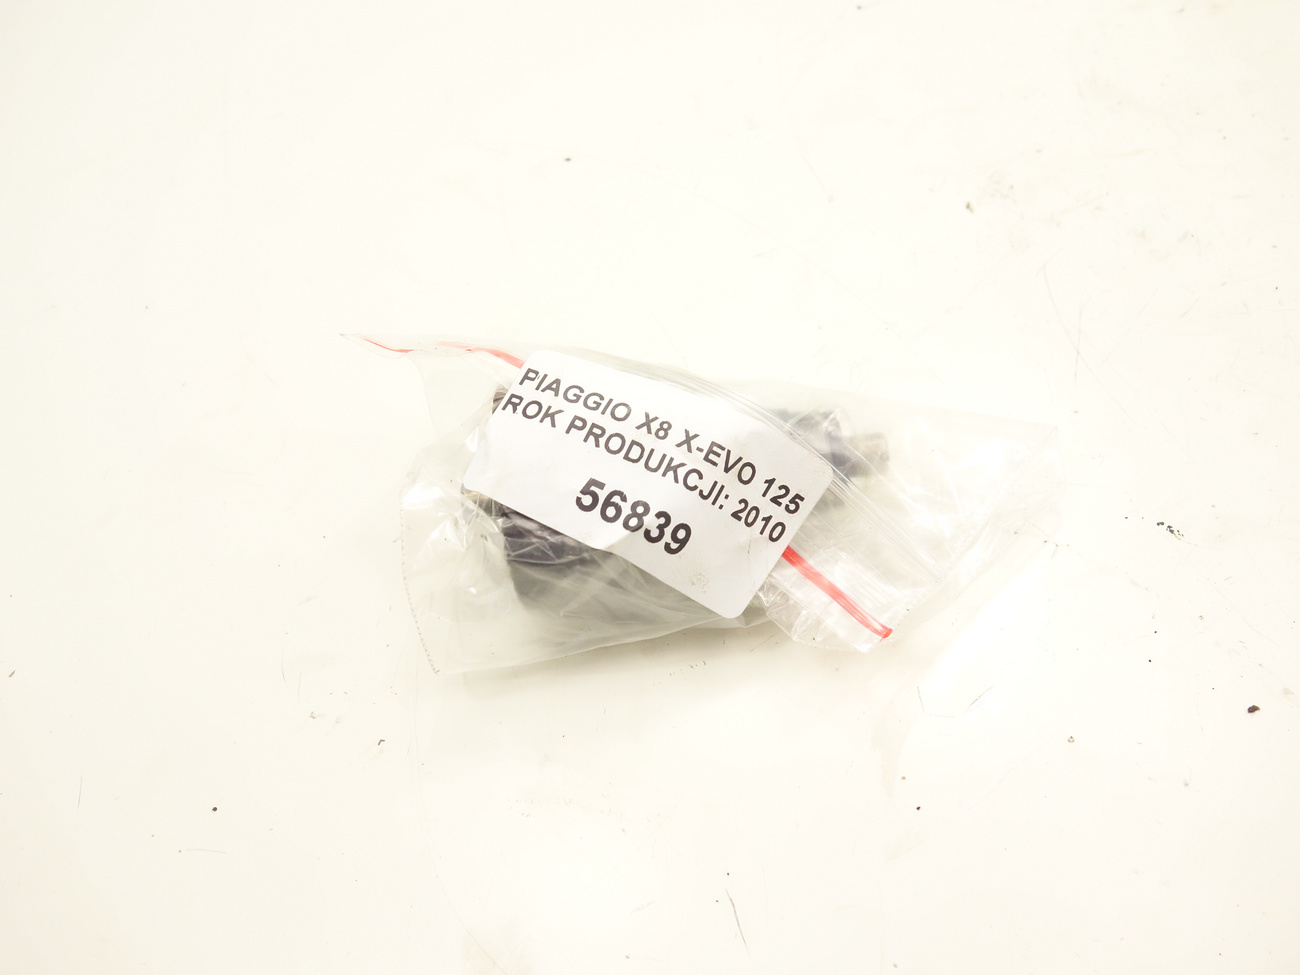 PIAGGIO X8 X-EVO 125
ROK PRODUKCJI: 2010
56839